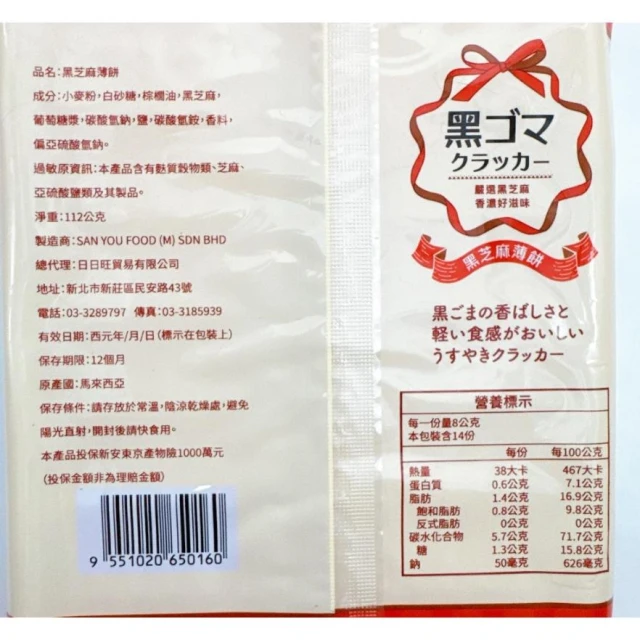 品名:黑芝麻薄餅
成分:小麥粉,白砂糖,棕櫚油,黑芝麻,
葡萄糖漿,碳酸氫鈉,鹽,碳酸氫銨,香料,
偏亞硫酸氫鈉。
過敏原資訊:本產品含有麩質穀物類、芝麻、
亞硫酸鹽類及其製品。
淨重:112公克
製造商:SAN YOU FOOD (M) SDN BHD
總代理:日日旺貿易有限公司
地址:新北市新莊區民安路43號
電話:03-3289797 傳真:03-3185939
有效日期:西元年/月/日(標示在包裝上)
保存期限:12個月
原產國:馬來西亞
保存條件:請存放於常溫,陰涼乾燥處,避免
陽光直射,開封後請快食用。
本產品投保新安東京產物險1000萬元
(投保金額非為理賠金額)
9 551020 650160
黑ゴマ
クラッカー
嚴選黑芝麻
香濃好滋味
黑芝麻薄餅
黒ごまの香ばしさと
軽い食感がおいしい
うすやきクラッカー
營養標示
每一份量8公克
本包裝含14份
每份 每100公克
熱量 38大卡 467大卡
蛋白質 0.6公克 7.1公克
脂肪 1.4公克 16.9公克
飽和脂肪 0.8公克 9.8公克
反式脂肪 0公克 0公克
碳水化合物 5.7公克 71.7公克
糖 1.3公克 15.8公克
鈉 50毫克 626毫克